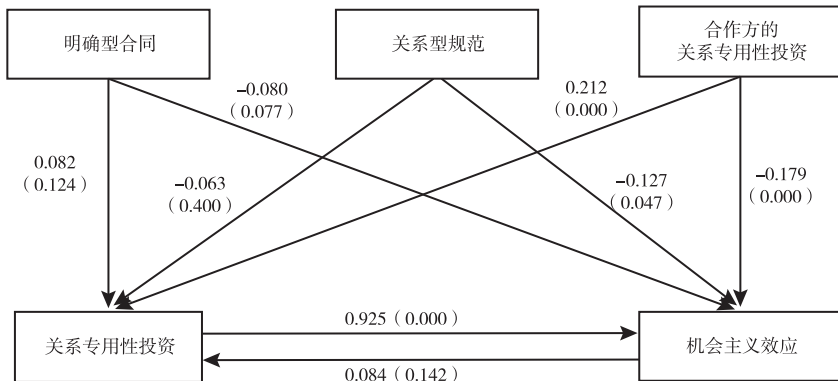 明确型合同
关系型规范
合作方的
关系专用性投资
–0.080
（0.077）
0.212
（0.000）
0.082
（0.124）
–0.063
（0.400）
–0.127
（0.047）
–0.179
（0.000）
关系专用性投资
0.925（0.000）
0.084（0.142）
机会主义效应